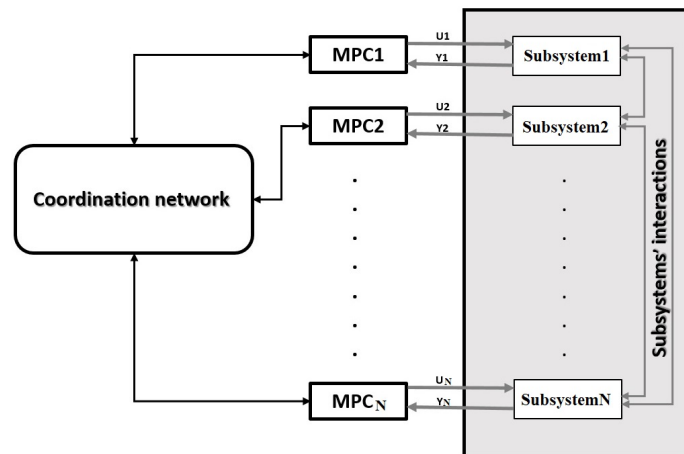 U1
MPC1
Y1
Subsystem1
U2
MPC2
Y2
Subsystem2
Coordination network
Subsystems' interactions
UN
MPCN
YN
SubsystemN